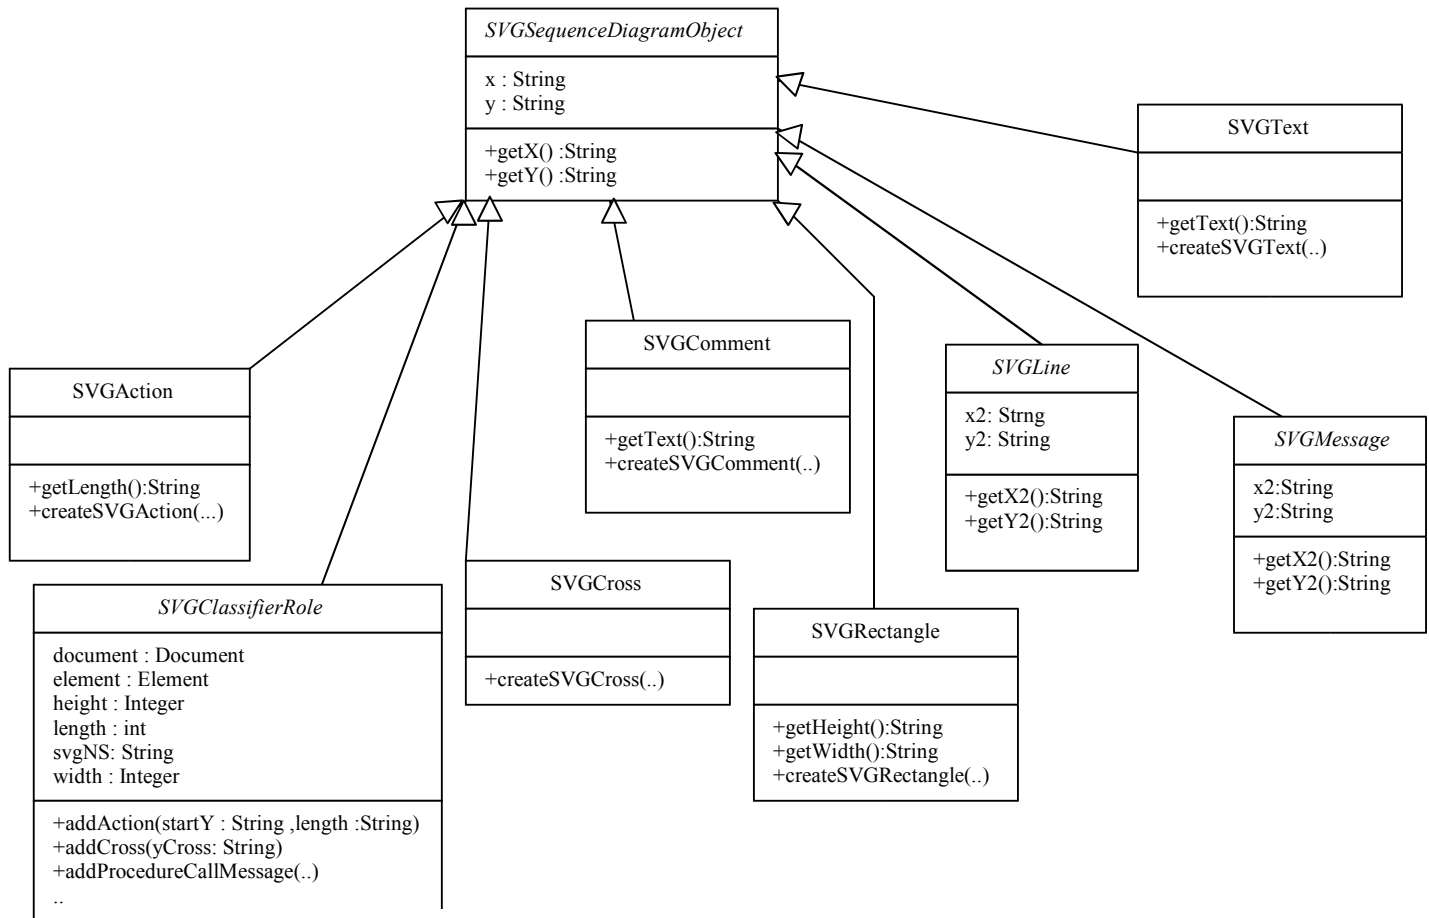 SVGSequenceDiagramObject
x : String
y : String
+getX() :String
+getY() :String
SVGText
+getText():String
+createSVGText(..)
SVGComment
+getText():String
+createSVGComment(..)
SVGLine
x2: Strng
y2: String
+getX2():String
+getY2():String
SVGAction
+getLength():String
+createSVGAction(...)
SVGMessage
x2:String
y2:String
+getX2():String
+getY2():String
SVGClassifierRole
document : Document
element : Element
height : Integer
length : int
svgNS: String
width : Integer
+addAction(startY : String ,length :String)
+addCross(yCross: String)
+addProcedureCallMessage(..)
..
SVGCross
+createSVGCross(..)
SVGRectangle
+getHeight():String
+getWidth():String
+createSVGRectangle(..)